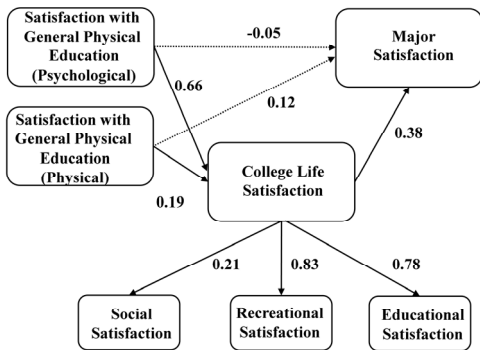 Satisfaction with
General Physical
Education
(Psychological)
-0.05
Major
Satisfaction
0.66
0.12
Satisfaction with
General Physical
Education
(Physical)
0.38
0.19
College Life
Satisfaction
0.21
0.83
0.78
Social
Satisfaction
Recreational
Satisfaction
Educational
Satisfaction